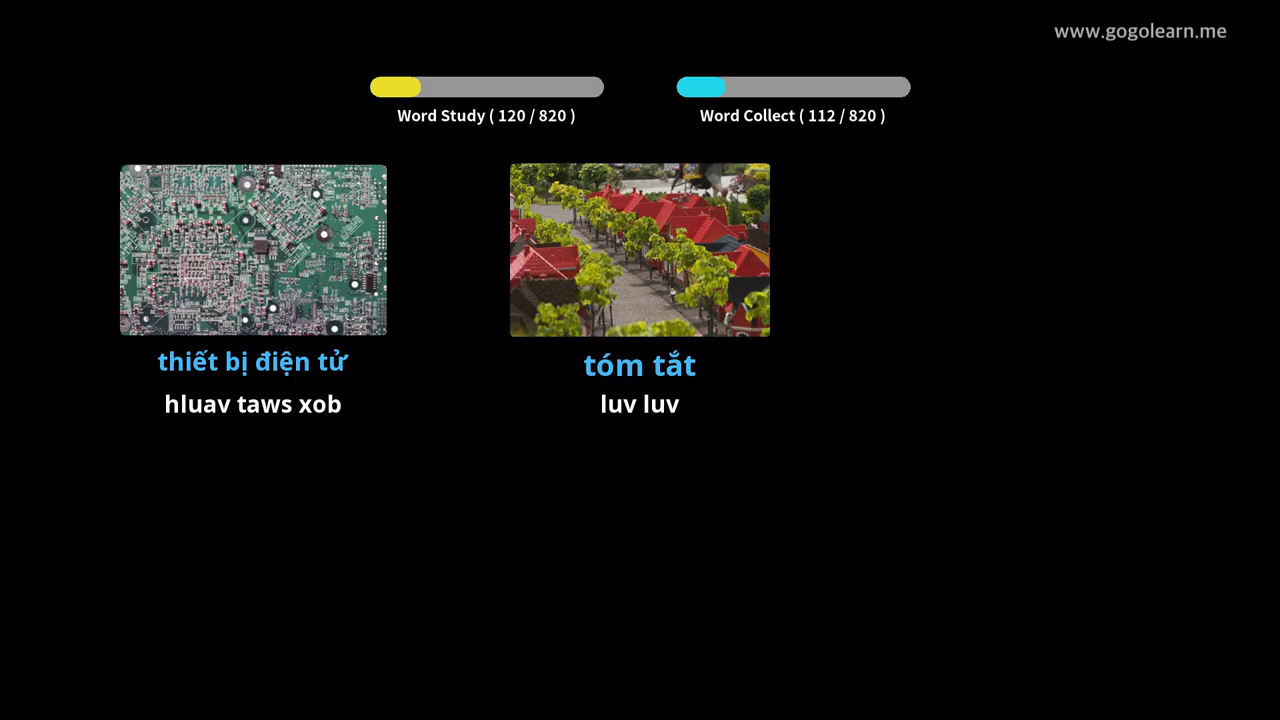 www.gogolearn.me
Word Study ( 120 / 820 )
Word Collect ( 112 / 820 )
thiết bị điện tử
hluav taws xob
tóm tắt
luv luv